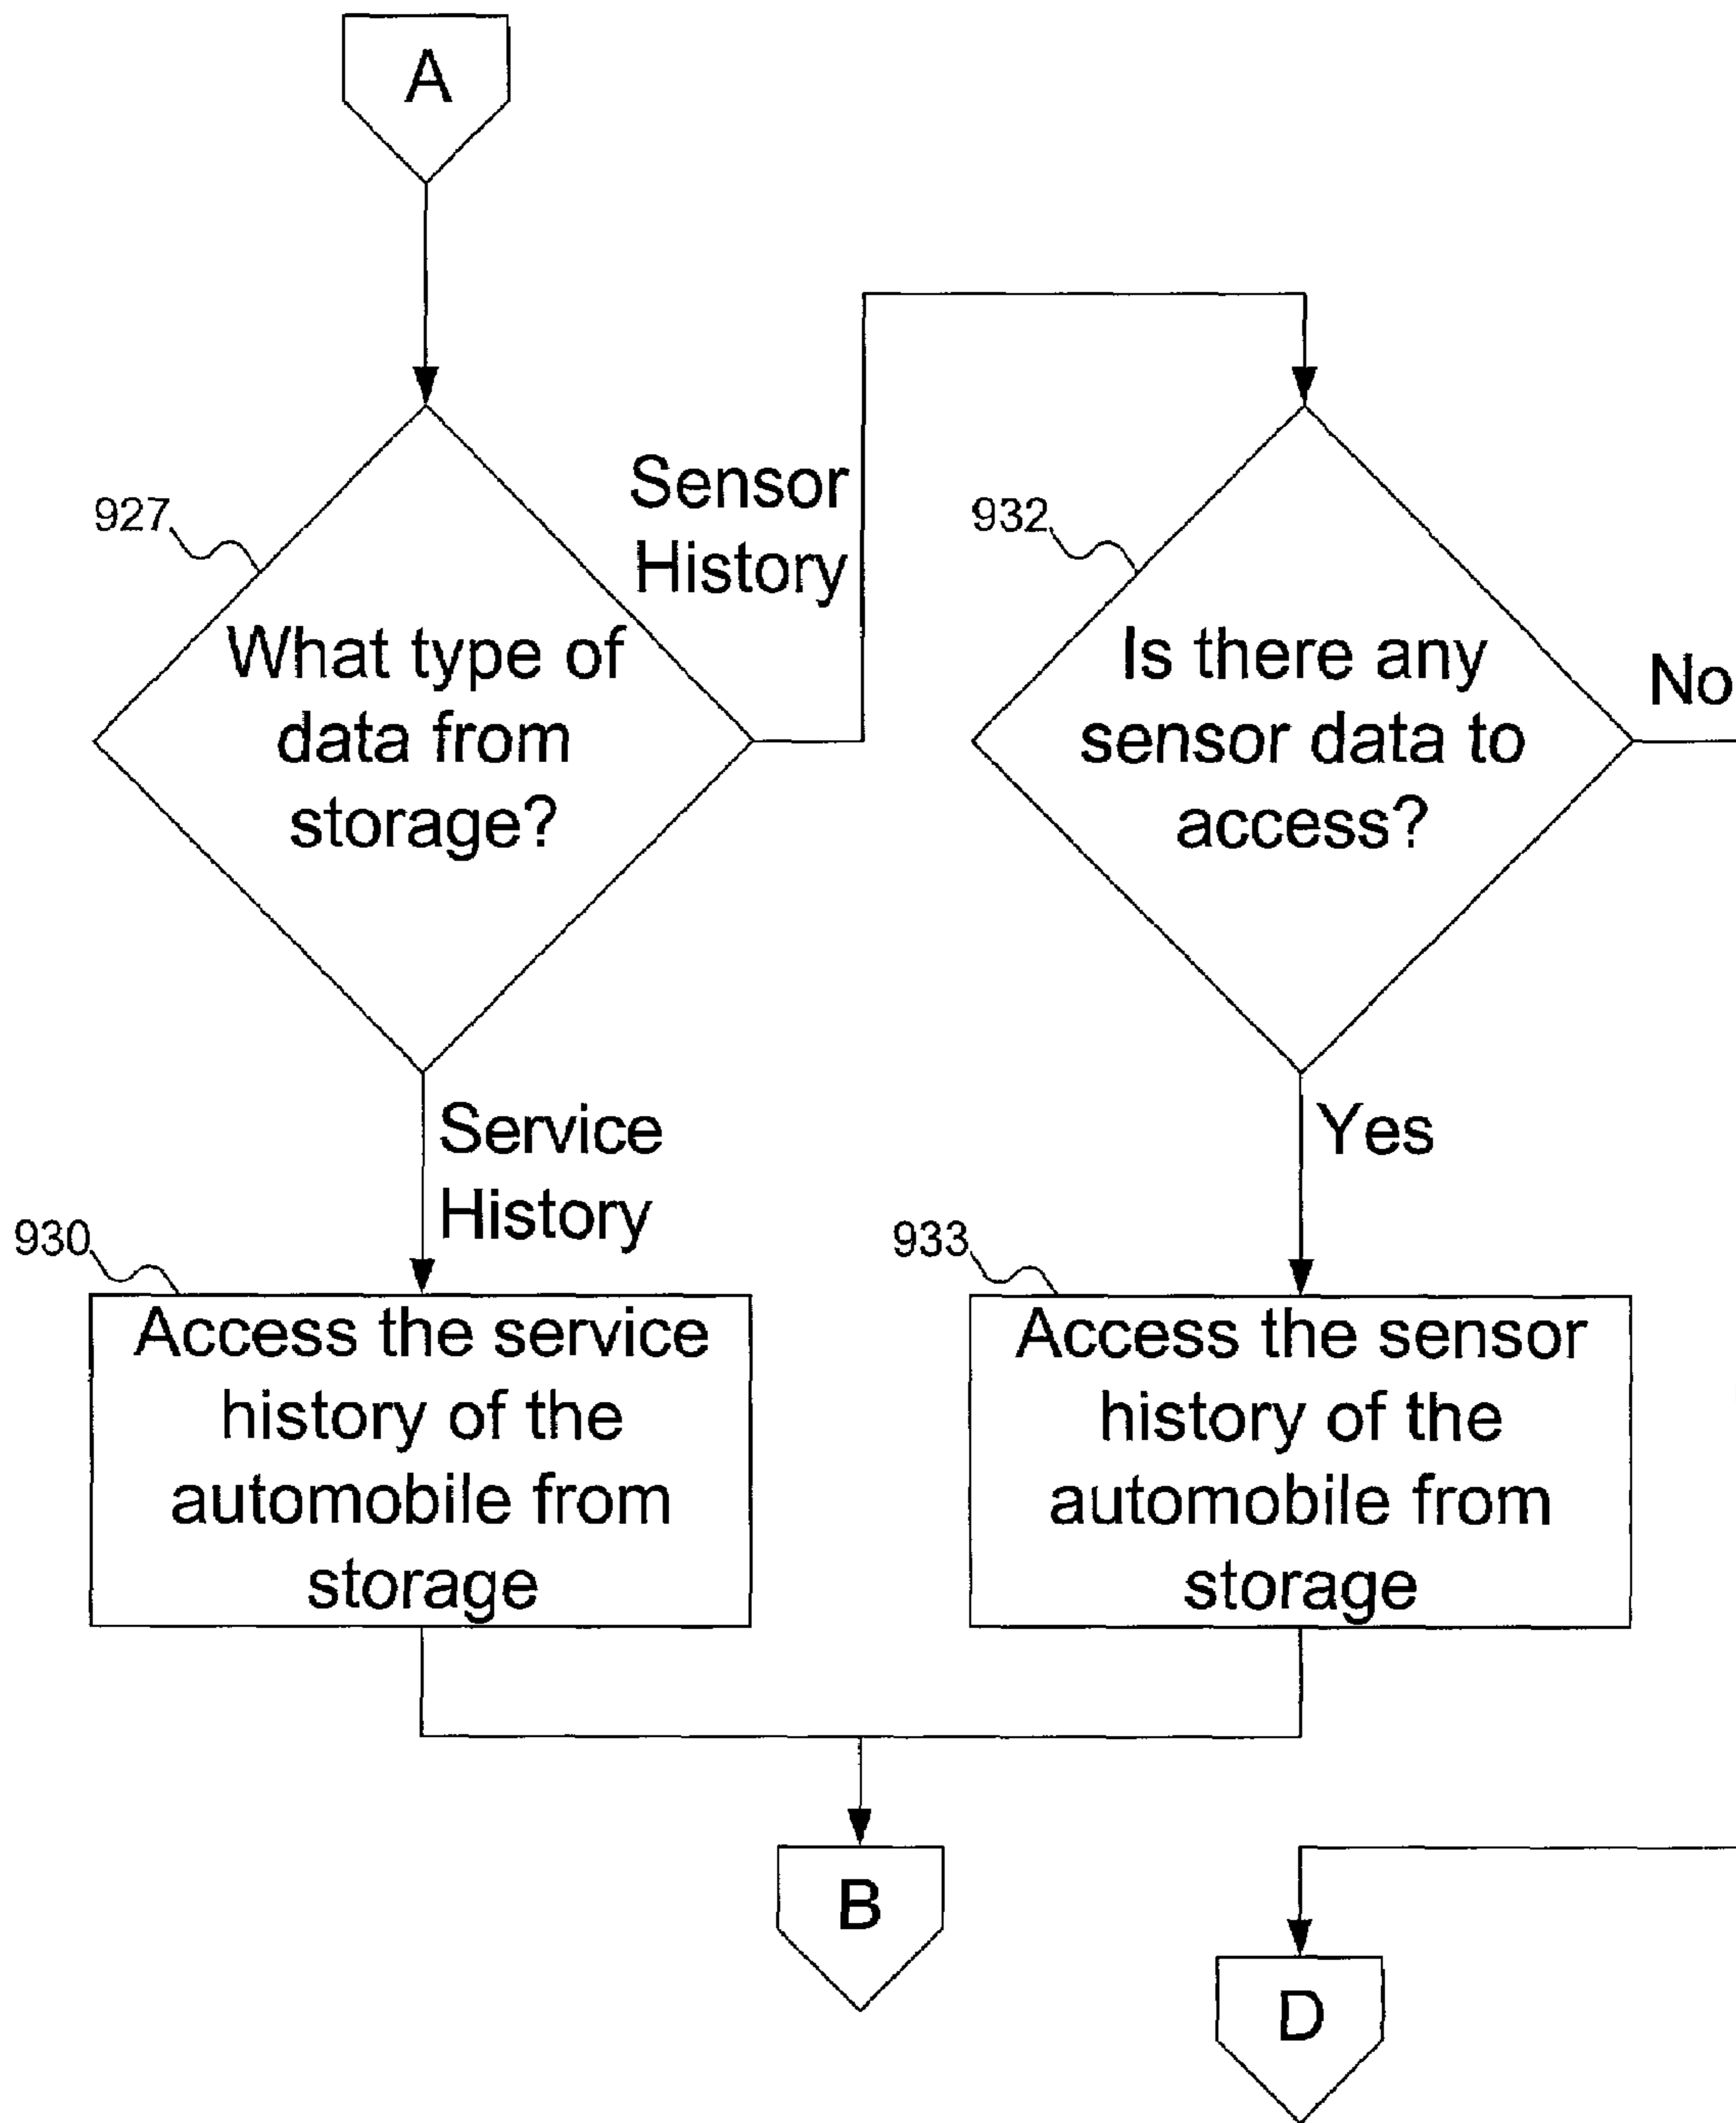 A
Sensor
History
927
What type of
data from
storage?
932
Is there any
sensor data to
access?
No
Service
History
Yes
930
Access the service
history of the
automobile from
storage
933
Access the sensor
history of the
automobile from
storage
B
D